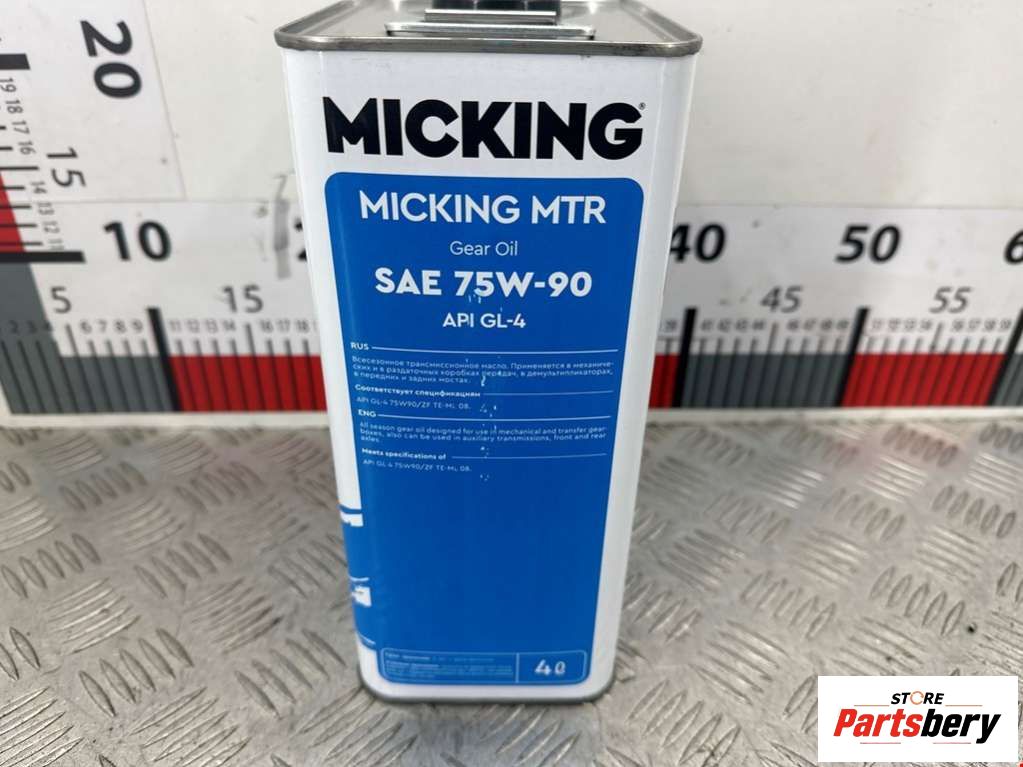 MICKING®
MICKING MTR
Gear Oil
SAE 75W-90
API GL-4
RUS
Всесезонное трансмиссионное масло. Применяется в механиче-
ских и в раздаточных коробках передач, в демультипликаторах,
в передних и задних мостах.
Соответствует спецификациям
API GL-4 75W90/ZF TE-ML 08.
ENG
All season gear oil designed for use in mechanical and transfer gear-
boxes, also can be used in auxiliary transmissions, front and rear
axles
Meets specifications of
API GL 4 75W90/ZF TE-ML 08.
4ℓ
20
15
10
5
15
40
50
45
55
STORE
Partsbery